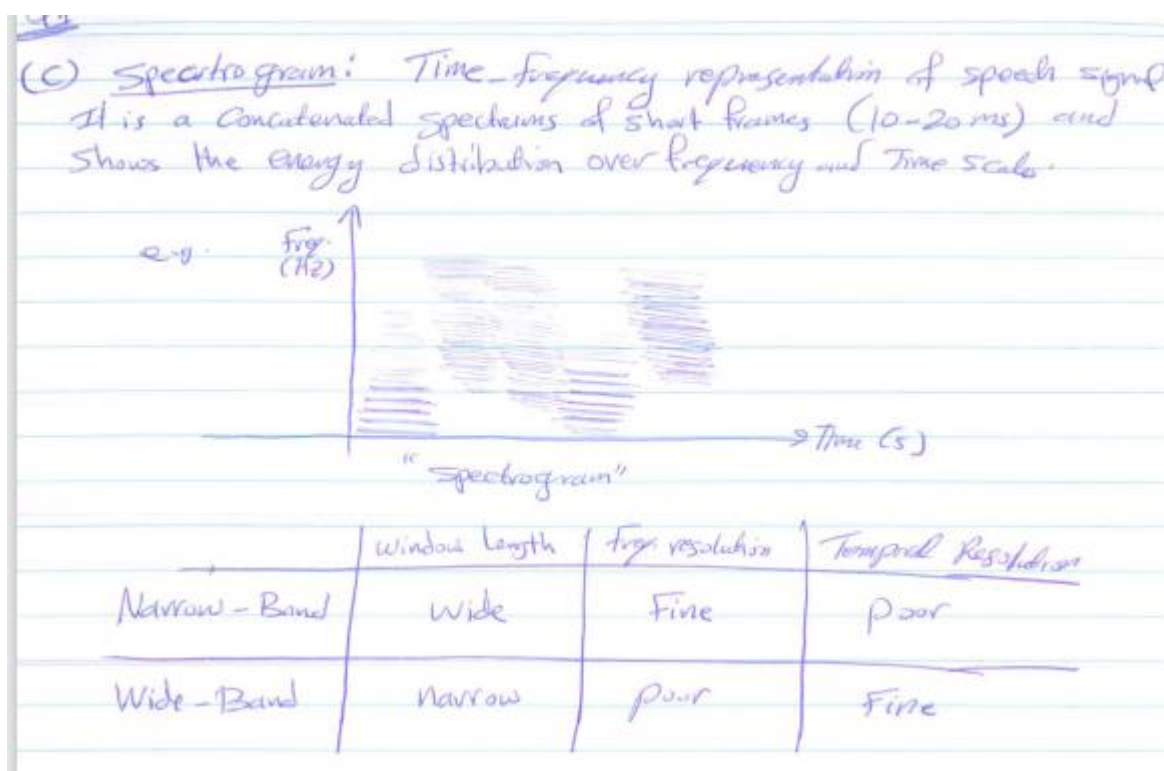 (c) Spectrogram: Time-frequency representation of speech signal
It is a Concatenated spectrums of short frames (10-20 ms) and
shows the energy distribution over frequency and Time scale.
e.g.
Freq.
(Hz)
Time (s)
"Spectrogram"
Window Length Freq. resolution Temporal Resolution
Narrow-Band Wide Fine poor
Wide-Band narrow poor Fine